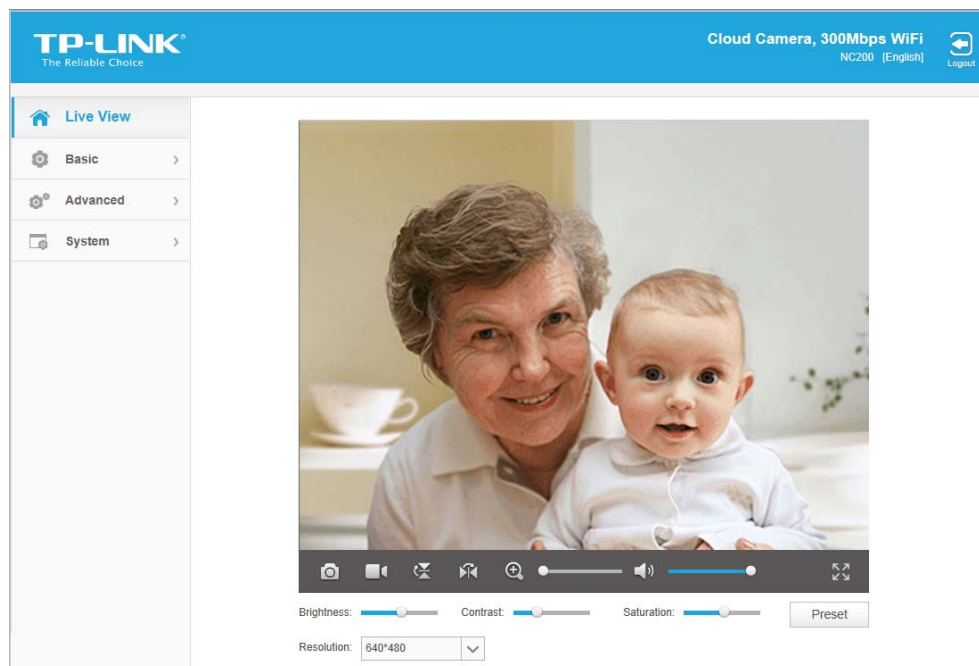 TP-LINK®
The Reliable Choice
Cloud Camera, 300Mbps WiFi
NC200 [English]
Logout
Live View
Basic
Advanced
System
Brightness:
Contrast:
Saturation:
Preset
Resolution:
640*480